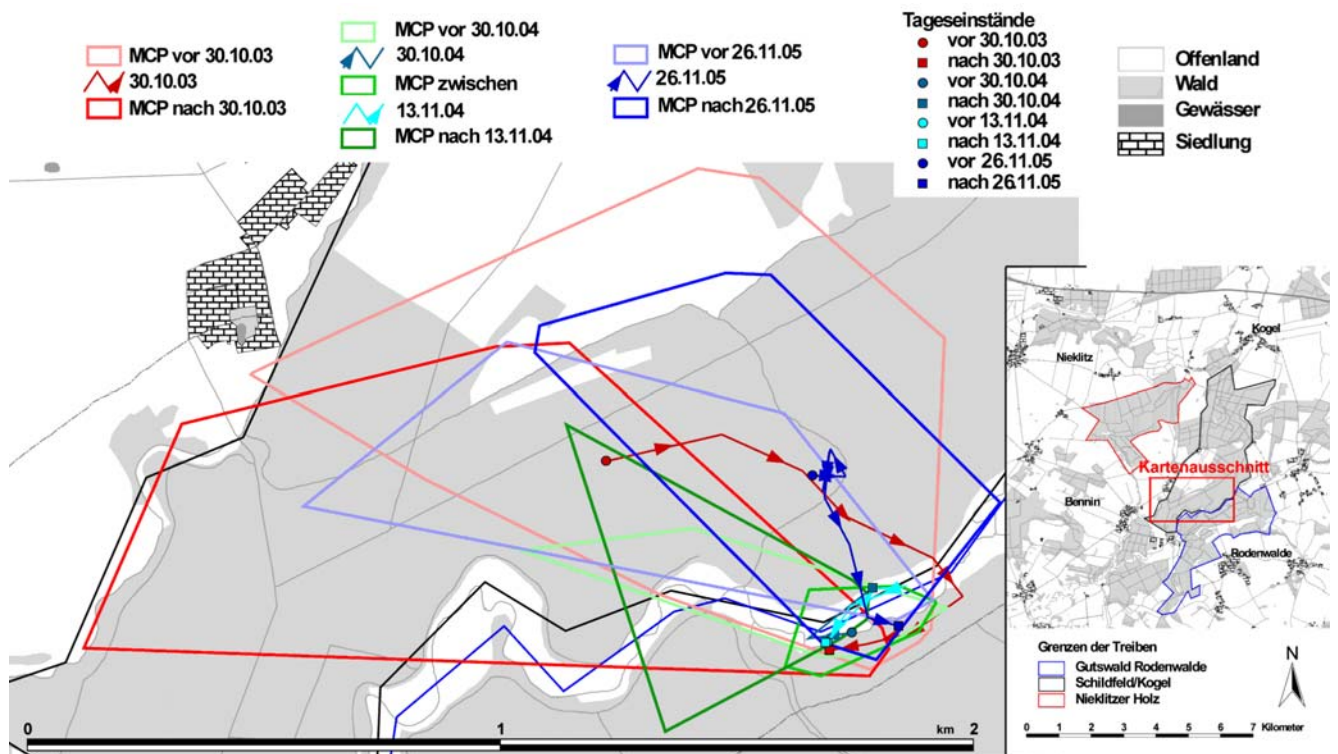 MCP vor 30.10.03
30.10.03
MCP nach 30.10.03
MCP vor 30.10.04
30.10.04
MCP zwischen
13.11.04
MCP nach 13.11.04
MCP vor 26.11.05
26.11.05
MCP nach 26.11.05
Tageseinstände
vor 30.10.03
nach 30.10.03
vor 30.10.04
nach 30.10.04
vor 13.11.04
nach 13.11.04
vor 26.11.05
nach 26.11.05
Offenland
Wald
Gewässer
Siedlung
Kogel
Nieklitz
Kartenausschnitt
Bennin
Rodenwalde
Grenzen der Treiben
Gutswald Rodenwalde
Schildfeld/Kogel
Nieklitzer Holz
N
0 1 2 3 4 5 6 7 Kilometer
0 1 km 2